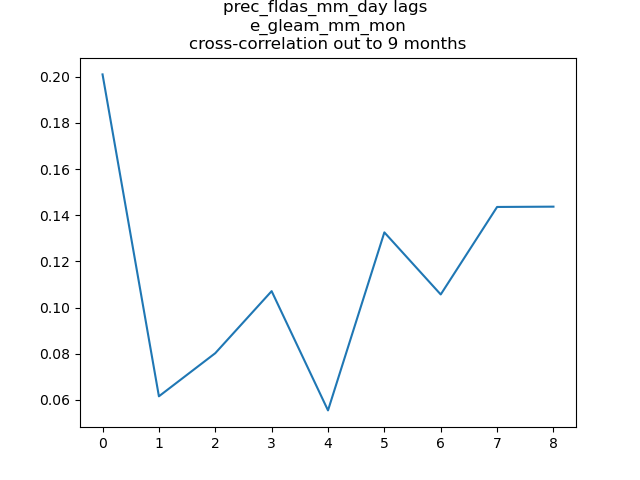 prec_fldas_mm_day lags
e_gleam_mm_mon
cross-correlation out to 9 months
0.20
0.18
0.16
0.14
0.12
0.10
0.08
0.06
0 1 2 3 4 5 6 7 8